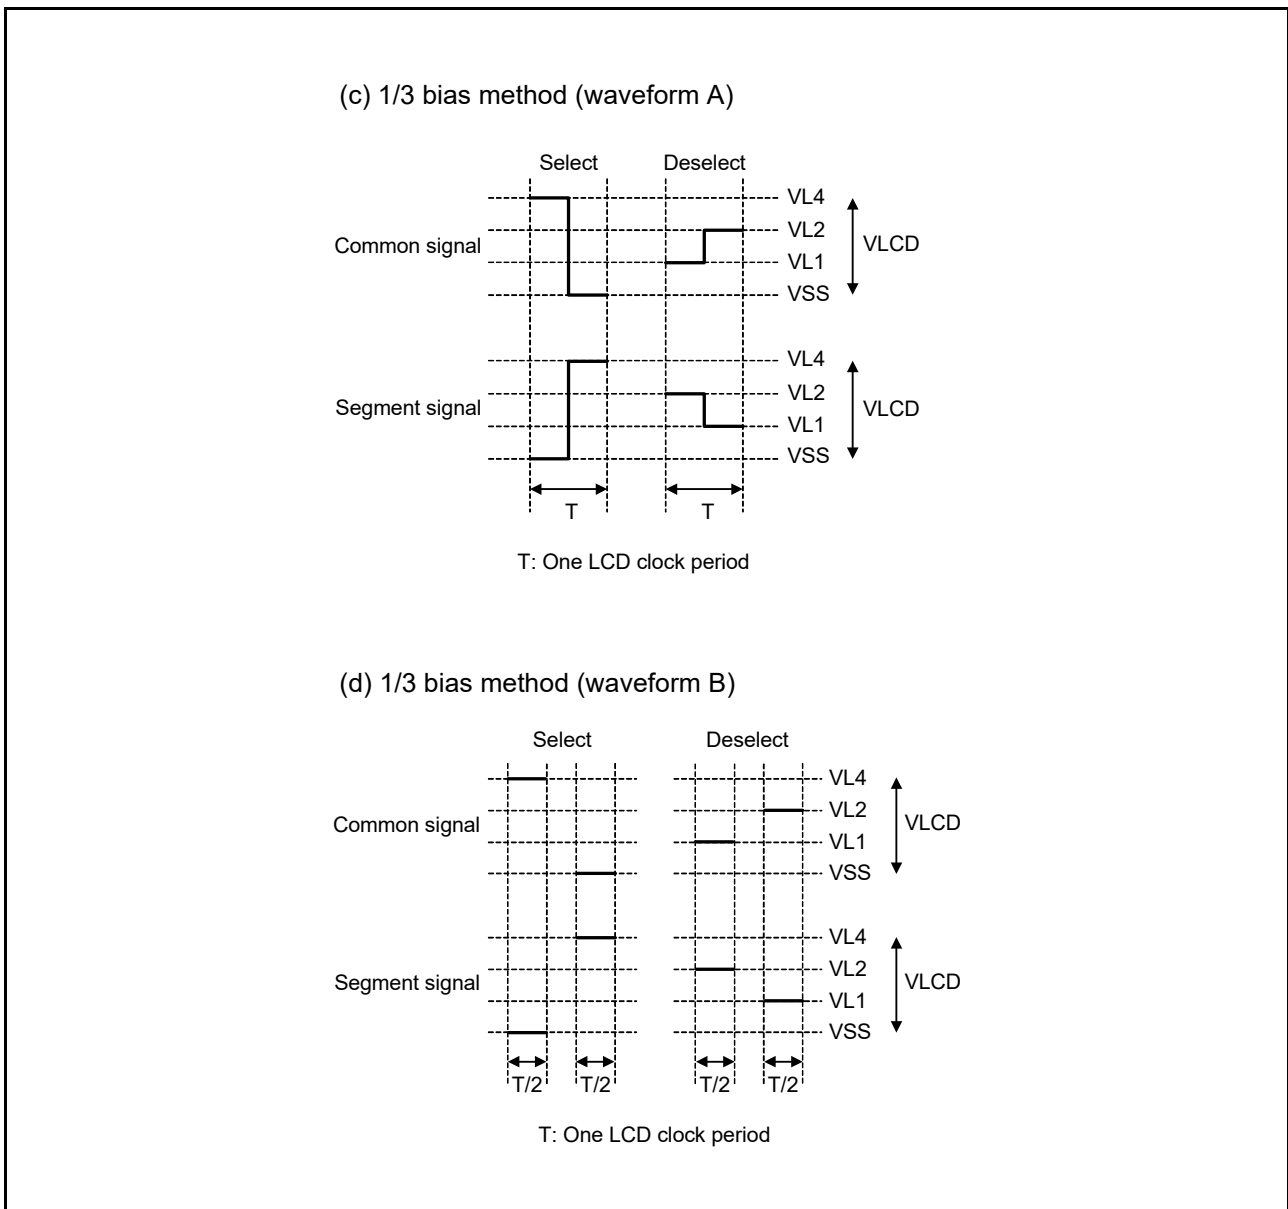 (c) 1/3 bias method (waveform A)
Select Deselect
VL4
VL2
Common signal VLCD
VL1
VSS
VL4
VL2
Segment signal VLCD
VL1
VSS
T T
T: One LCD clock period
(d) 1/3 bias method (waveform B)
Select Deselect
VL4
VL2
Common signal VLCD
VL1
VSS
VL4
VL2
Segment signal VLCD
VL1
VSS
T/2 T/2 T/2 T/2
T: One LCD clock period